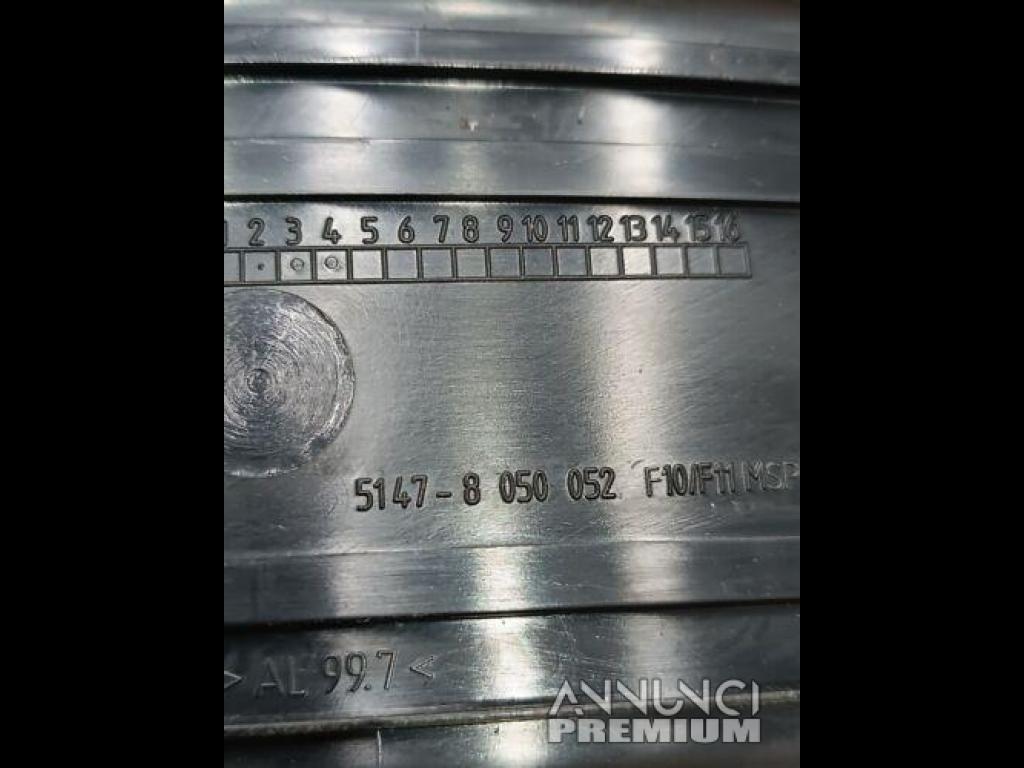 1 2 3 4 5 6 7 8 9 10 11 12 13 14 15 16
5147-8 050 052 F10/F11 MSP
>AL 99.7<
ANNUNCI
PREMIUM